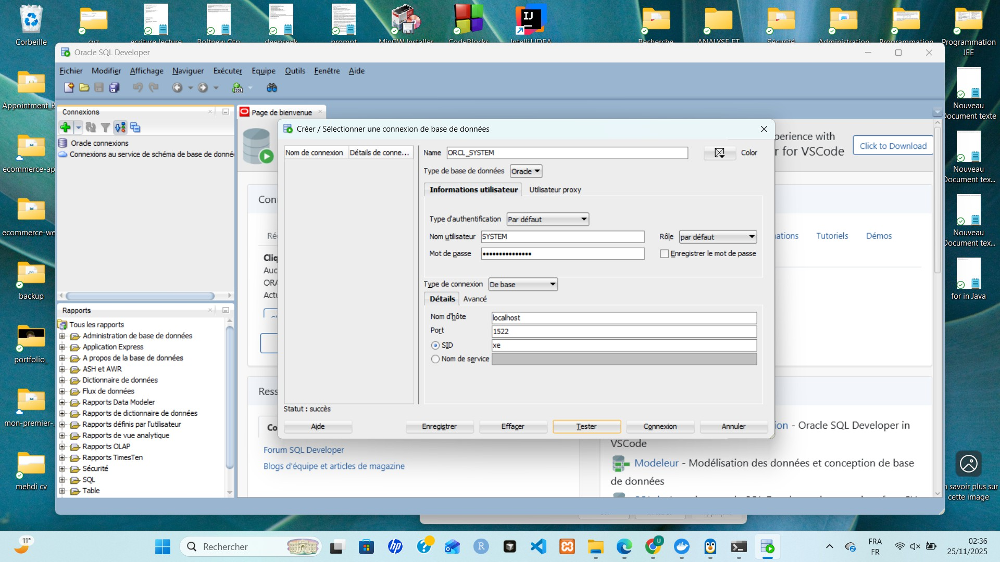 Corbeille
cvz
ecriture lecture
Boltnew Otp
deepseek
prompt
MinGW Installer
CodeBlocks
IntelliJ IDEA
Recherche
ANALYSE ET
Sécurité
Administration
Programmation
Programmation JEE
Oracle SQL Developer
Fichier Modifier Affichage Naviguer Exécuter Equipe Outils Fenêtre Aide
Appointment_B
ecommerce-ap
ecommerce-we
backup
portfolio_
mon-premier-..
mehdi cv
Nouveau
Document texte
Nouveau
Document tex...
Nouveau
Document tex...
for in Java
n savoir plus sur
cette image
Connexions
Oracle connexions
Connexions au service de schéma de base de donné
Rapports
Tous les rapports
Administration de base de données
Application Express
A propos de la base de données
ASH et AWR
Dictionnaire de données
Flux de données
Rapports Data Modeler
Rapports de dictionnaire de données
Rapports définis par l'utilisateur
Rapports de vue analytique
Rapports OLAP
Rapports TimesTen
Sécurité
SQL
Table
Page de bienvenue
perience with
r for VSCode
Click to Download
Con
Ré
Cliq
Auc
ORA
Actu
ations Tutoriels Démos
Ress
Co
Forum SQL Developer
Blogs d'équipe et articles de magazine
ion - Oracle SQL Developer in
VSCode
Modeleur - Modélisation des données et conception de base
de données
Créer / Sélectionner une connexion de base de données
Nom de connexion Détails de conne...
Name ORCL_SYSTEM Color
Type de base de données Oracle
Informations utilisateur Utilisateur proxy
Type d'authentification Par défaut
Nom utilisateur SYSTEM Rôle par défaut
Mot de passe ••••••••••••••• Enregistrer le mot de passe
Type de connexion De base
Détails Avancé
Nom d'hôte localhost
Port 1522
SID xe
Nom de service
Statut : succès
Aide Enregistrer Effacer Tester Connexion Annuler
11°
Rechercher
FRA
FR
02:36
25/11/2025